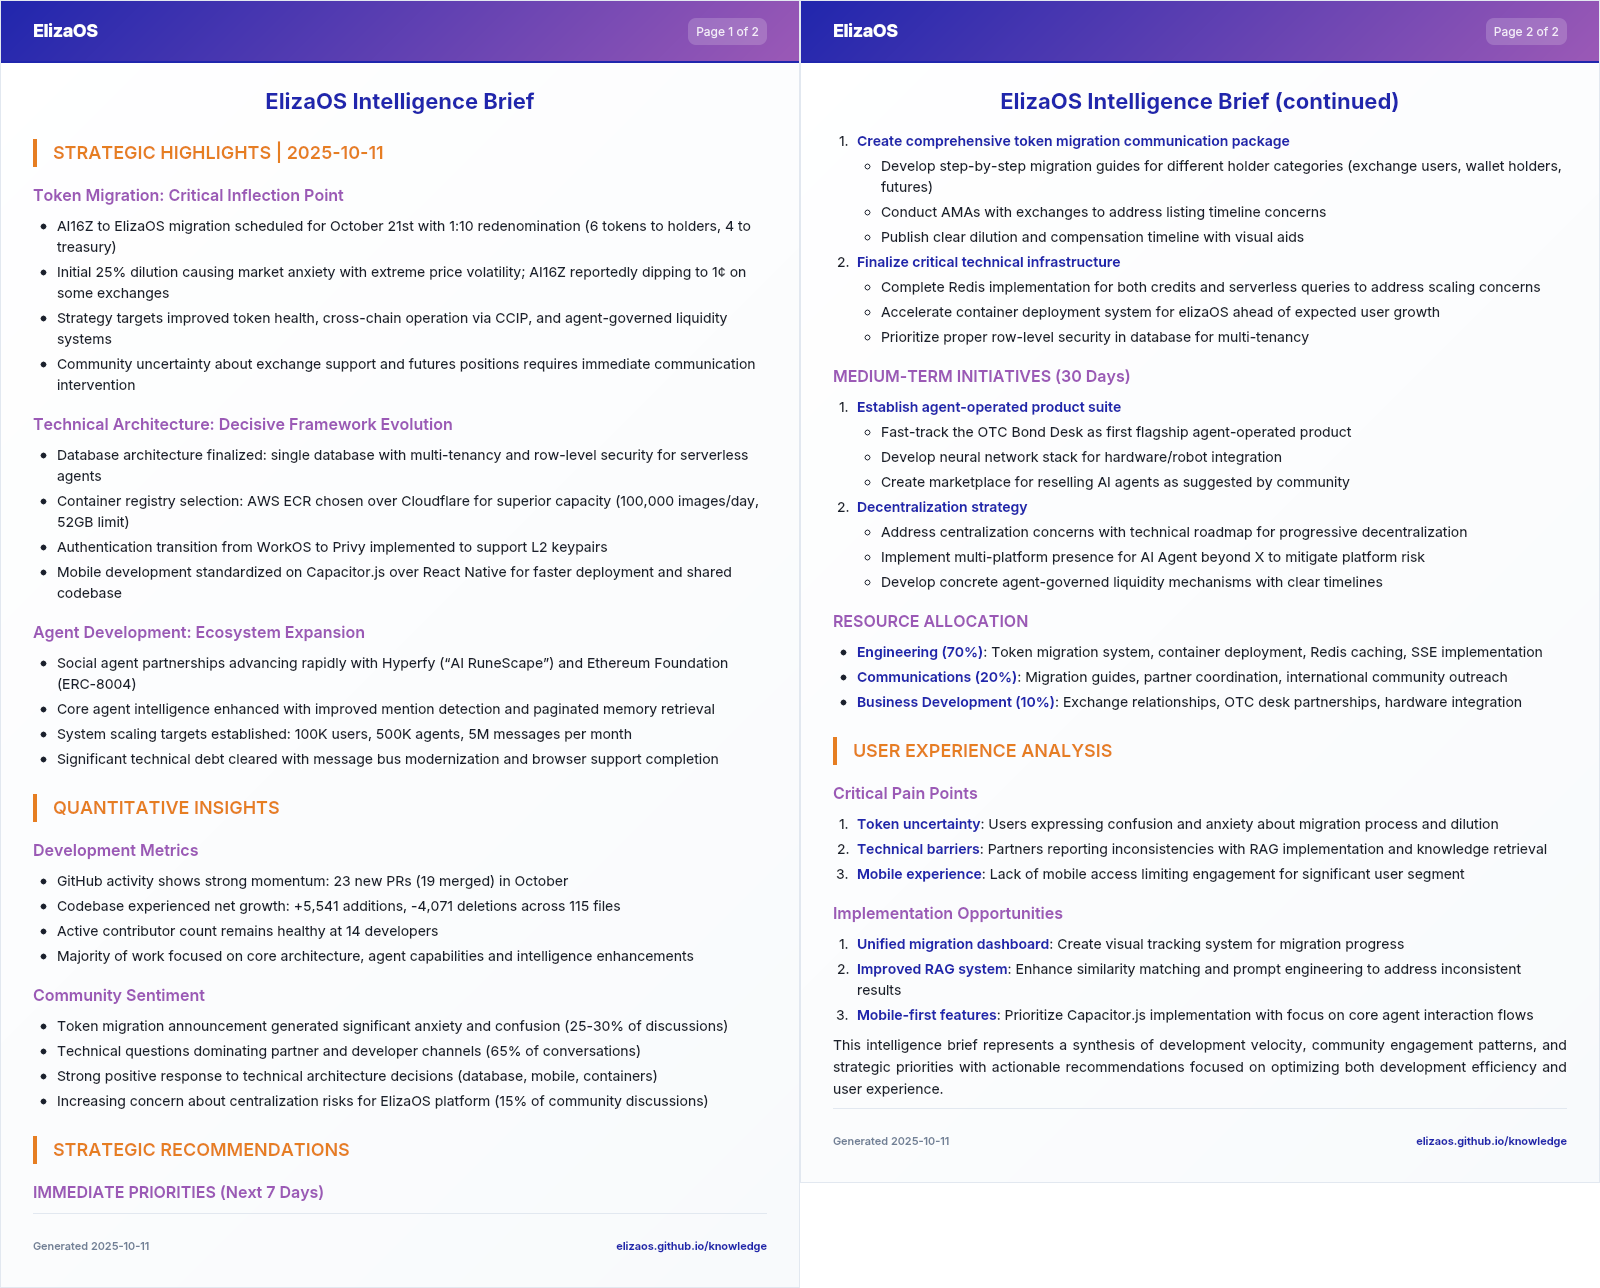 ElizaOS
Page 1 of 2
ElizaOS Intelligence Brief
STRATEGIC HIGHLIGHTS | 2025-10-11
Token Migration: Critical Inflection Point
• AI16Z to ElizaOS migration scheduled for October 21st with 1:10 redenomination (6 tokens to holders, 4 to
treasury)
• Initial 25% dilution causing market anxiety with extreme price volatility; AI16Z reportedly dipping to 1¢ on
some exchanges
• Strategy targets improved token health, cross-chain operation via CCIP, and agent-governed liquidity
systems
• Community uncertainty about exchange support and futures positions requires immediate communication
intervention
Technical Architecture: Decisive Framework Evolution
• Database architecture finalized: single database with multi-tenancy and row-level security for serverless
agents
• Container registry selection: AWS ECR chosen over Cloudflare for superior capacity (100,000 images/day,
52GB limit)
• Authentication transition from WorkOS to Privy implemented to support L2 keypairs
• Mobile development standardized on Capacitor.js over React Native for faster deployment and shared
codebase
Agent Development: Ecosystem Expansion
• Social agent partnerships advancing rapidly with Hyperfy (“AI RuneScape”) and Ethereum Foundation
(ERC-8004)
• Core agent intelligence enhanced with improved mention detection and paginated memory retrieval
• System scaling targets established: 100K users, 500K agents, 5M messages per month
• Significant technical debt cleared with message bus modernization and browser support completion
QUANTITATIVE INSIGHTS
Development Metrics
• GitHub activity shows strong momentum: 23 new PRs (19 merged) in October
• Codebase experienced net growth: +5,541 additions, -4,071 deletions across 115 files
• Active contributor count remains healthy at 14 developers
• Majority of work focused on core architecture, agent capabilities and intelligence enhancements
Community Sentiment
• Token migration announcement generated significant anxiety and confusion (25-30% of discussions)
• Technical questions dominating partner and developer channels (65% of conversations)
• Strong positive response to technical architecture decisions (database, mobile, containers)
• Increasing concern about centralization risks for ElizaOS platform (15% of community discussions)
STRATEGIC RECOMMENDATIONS
IMMEDIATE PRIORITIES (Next 7 Days)
Generated 2025-10-11
elizaos.github.io/knowledge
ElizaOS
Page 2 of 2
ElizaOS Intelligence Brief (continued)
1. Create comprehensive token migration communication package
◦ Develop step-by-step migration guides for different holder categories (exchange users, wallet holders,
futures)
◦ Conduct AMAs with exchanges to address listing timeline concerns
◦ Publish clear dilution and compensation timeline with visual aids
2. Finalize critical technical infrastructure
◦ Complete Redis implementation for both credits and serverless queries to address scaling concerns
◦ Accelerate container deployment system for elizaOS ahead of expected user growth
◦ Prioritize proper row-level security in database for multi-tenancy
MEDIUM-TERM INITIATIVES (30 Days)
1. Establish agent-operated product suite
◦ Fast-track the OTC Bond Desk as first flagship agent-operated product
◦ Develop neural network stack for hardware/robot integration
◦ Create marketplace for reselling AI agents as suggested by community
2. Decentralization strategy
◦ Address centralization concerns with technical roadmap for progressive decentralization
◦ Implement multi-platform presence for AI Agent beyond X to mitigate platform risk
◦ Develop concrete agent-governed liquidity mechanisms with clear timelines
RESOURCE ALLOCATION
• Engineering (70%): Token migration system, container deployment, Redis caching, SSE implementation
• Communications (20%): Migration guides, partner coordination, international community outreach
• Business Development (10%): Exchange relationships, OTC desk partnerships, hardware integration
USER EXPERIENCE ANALYSIS
Critical Pain Points
1. Token uncertainty: Users expressing confusion and anxiety about migration process and dilution
2. Technical barriers: Partners reporting inconsistencies with RAG implementation and knowledge retrieval
3. Mobile experience: Lack of mobile access limiting engagement for significant user segment
Implementation Opportunities
1. Unified migration dashboard: Create visual tracking system for migration progress
2. Improved RAG system: Enhance similarity matching and prompt engineering to address inconsistent
results
3. Mobile-first features: Prioritize Capacitor.js implementation with focus on core agent interaction flows
This intelligence brief represents a synthesis of development velocity, community engagement patterns, and
strategic priorities with actionable recommendations focused on optimizing both development efficiency and
user experience.
Generated 2025-10-11
elizaos.github.io/knowledge